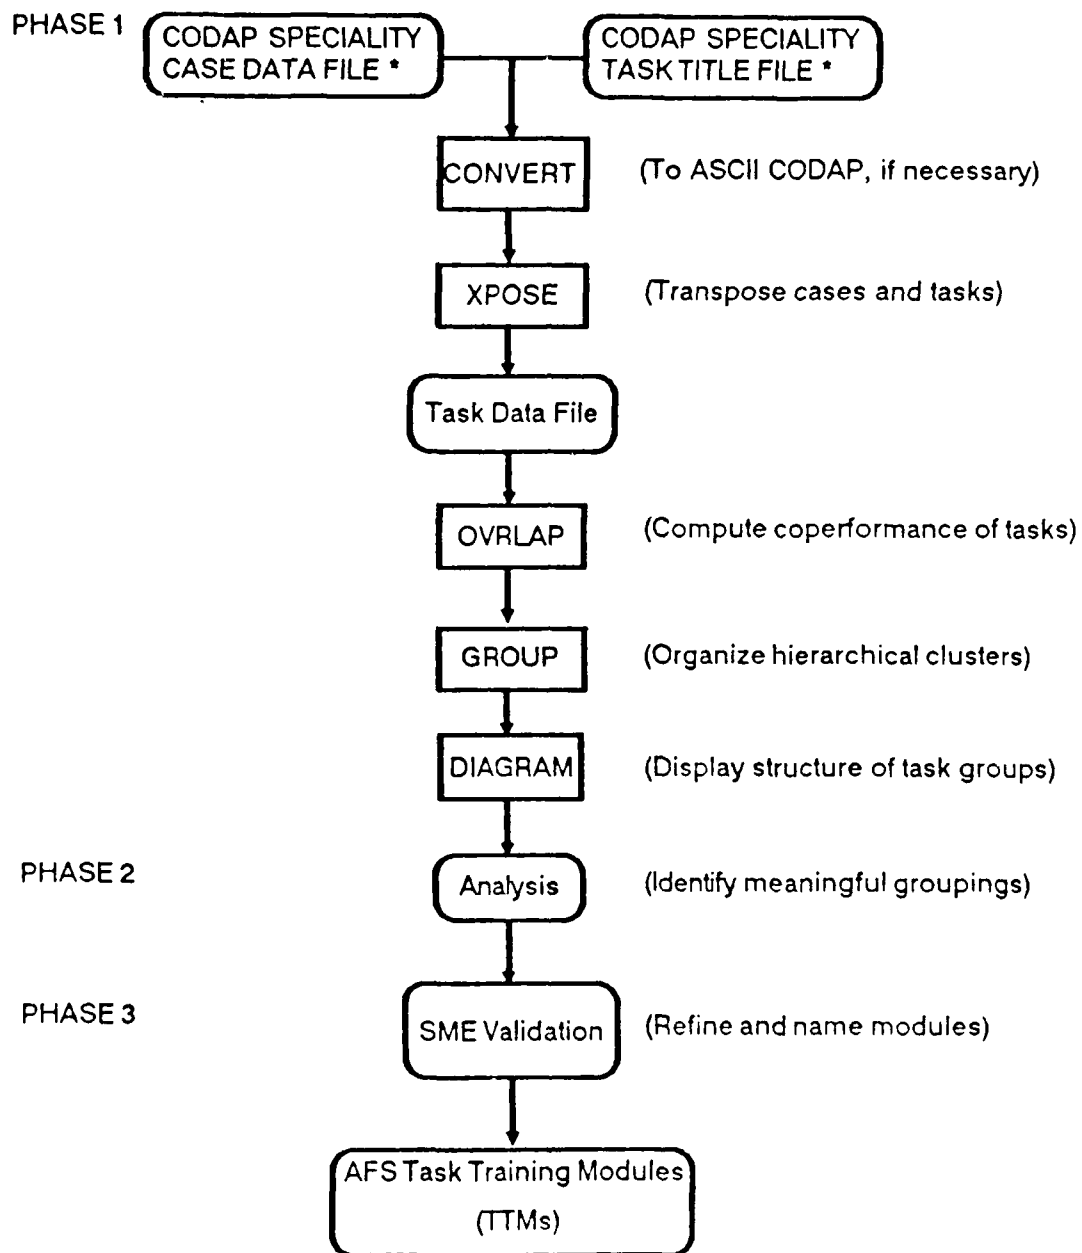 PHASE 1
CODAP SPECIALITY
CASE DATA FILE *
CODAP SPECIALITY
TASK TITLE FILE *
CONVERT
(To ASCII CODAP, if necessary)
XPOSE
(Transpose cases and tasks)
Task Data File
OVRLAP
(Compute coperformance of tasks)
GROUP
(Organize hierarchical clusters)
DIAGRAM
(Display structure of task groups)
PHASE 2
Analysis
(Identify meaningful groupings)
PHASE 3
SME Validation
(Refine and name modules)
AFS Task Training Modules
(TTMs)